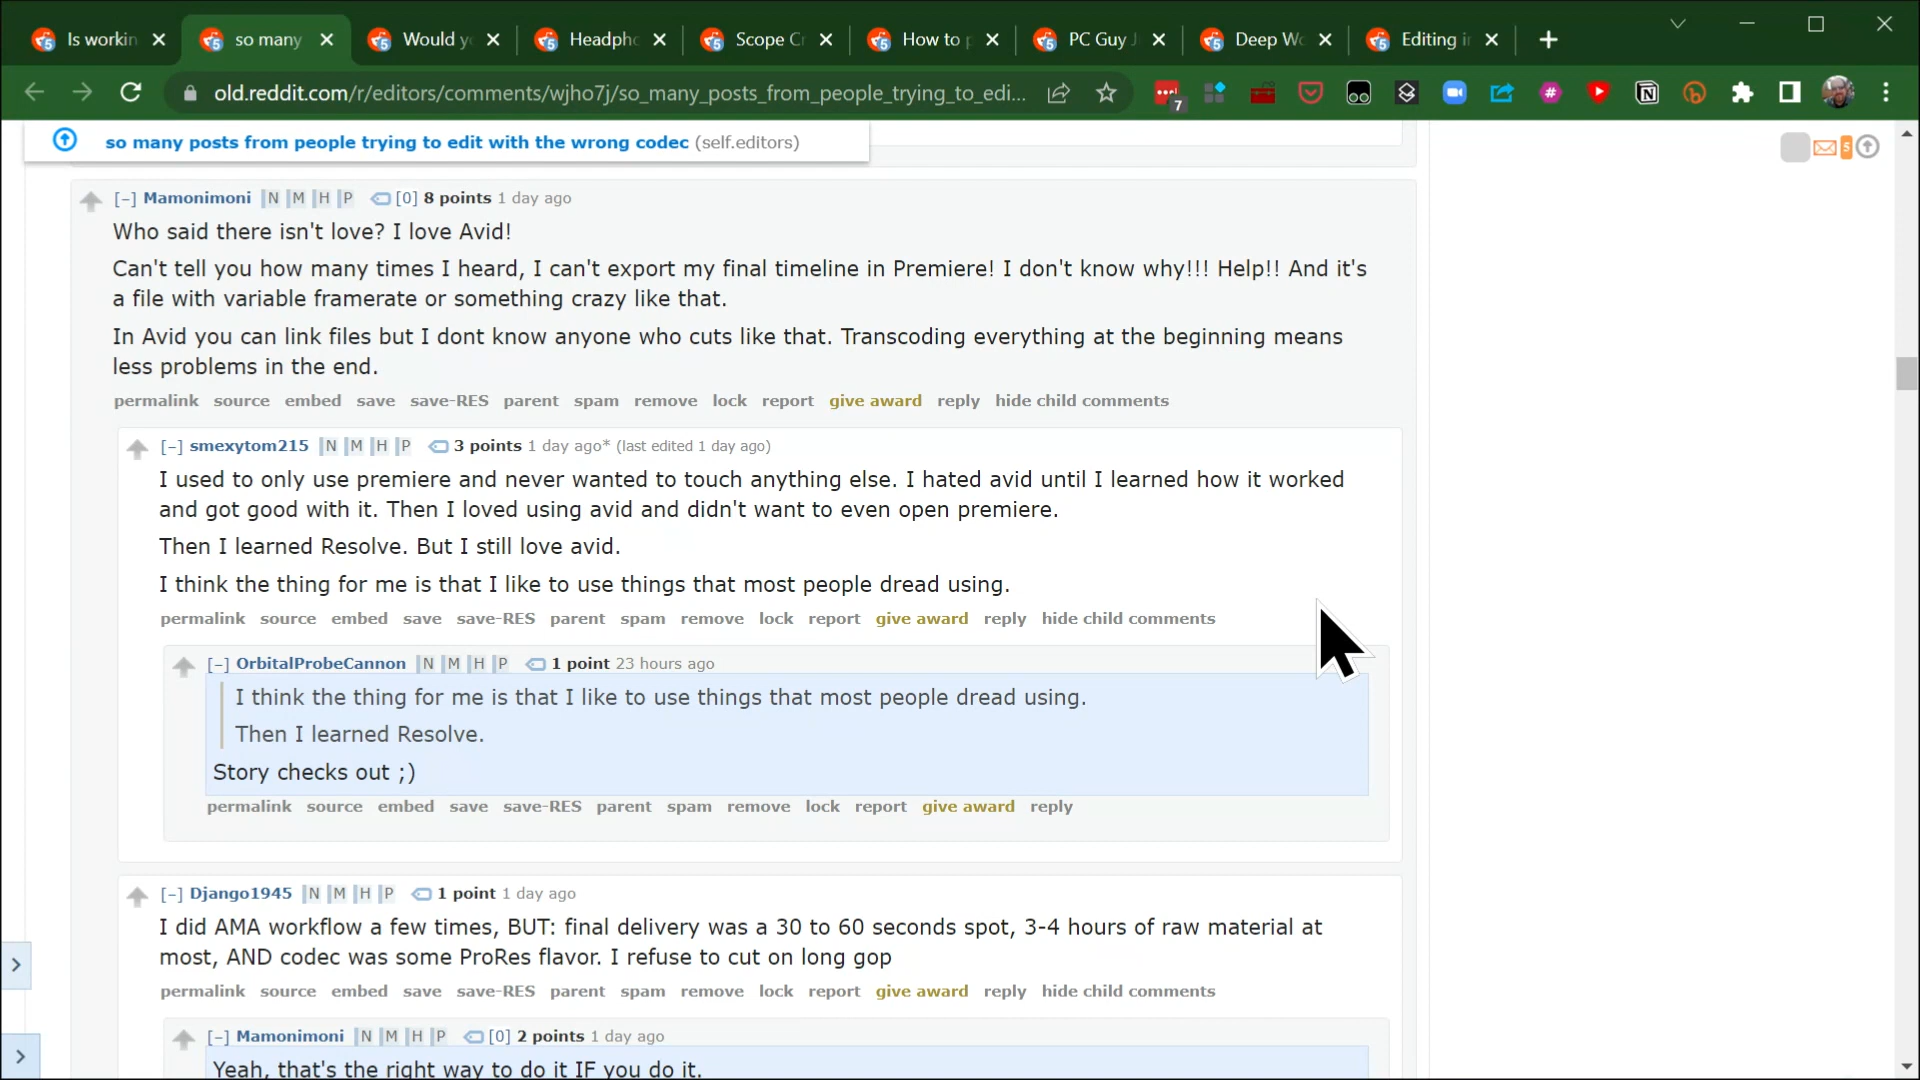 Is workin
so many
Would y
Headpho
Scope Cr
How to p
PC Guy J
Deep Wo
Editing i
old.reddit.com/r/editors/comments/wjho7j/so_many_posts_from_people_trying_to_edi...
7
so many posts from people trying to edit with the wrong codec (self.editors)
5
[–] Mamonimoni N M H P [0] 8 points 1 day ago
Who said there isn't love? I love Avid!
Can't tell you how many times I heard, I can't export my final timeline in Premiere! I don't know why!!! Help!! And it's
a file with variable framerate or something crazy like that.
In Avid you can link files but I dont know anyone who cuts like that. Transcoding everything at the beginning means
less problems in the end.
permalink source embed save save-RES parent spam remove lock report give award reply hide child comments
[–] smexytom215 N M H P 3 points 1 day ago* (last edited 1 day ago)
I used to only use premiere and never wanted to touch anything else. I hated avid until I learned how it worked
and got good with it. Then I loved using avid and didn't want to even open premiere.
Then I learned Resolve. But I still love avid.
I think the thing for me is that I like to use things that most people dread using.
permalink source embed save save-RES parent spam remove lock report give award reply hide child comments
[–] OrbitalProbeCannon N M H P 1 point 23 hours ago
I think the thing for me is that I like to use things that most people dread using.
Then I learned Resolve.
Story checks out ;)
permalink source embed save save-RES parent spam remove lock report give award reply
[–] Django1945 N M H P 1 point 1 day ago
I did AMA workflow a few times, BUT: final delivery was a 30 to 60 seconds spot, 3-4 hours of raw material at
most, AND codec was some ProRes flavor. I refuse to cut on long gop
permalink source embed save save-RES parent spam remove lock report give award reply hide child comments
[–] Mamonimoni N M H P [0] 2 points 1 day ago
Yeah, that's the right way to do it IF you do it.